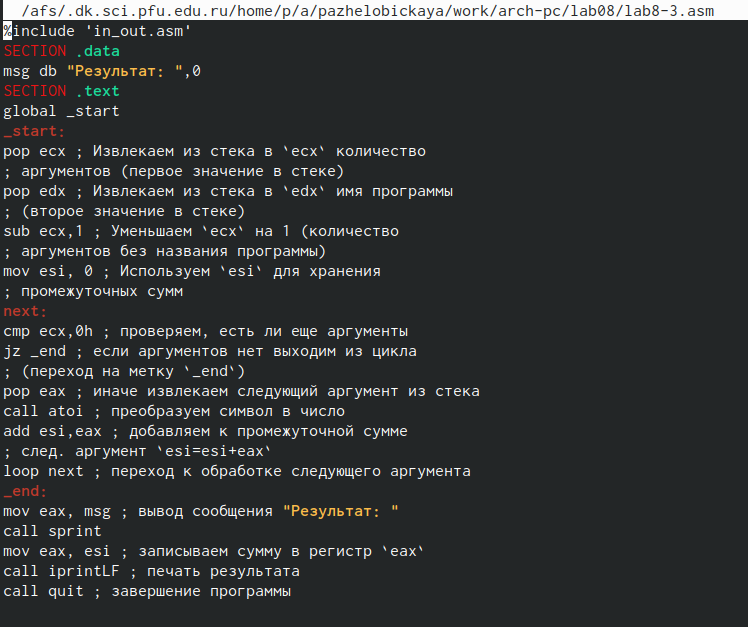 /afs/.dk.sci.pfu.edu.ru/home/p/a/pazhelobickaya/work/arch-pc/lab08/lab8-3.asm
%include 'in_out.asm'
SECTION .data
msg db "Результат: ",0
SECTION .text
global _start
_start:
pop ecx ; Извлекаем из стека в `ecx` количество
; аргументов (первое значение в стеке)
pop edx ; Извлекаем из стека в `edx` имя программы
; (второе значение в стеке)
sub ecx,1 ; Уменьшаем `ecx` на 1 (количество
; аргументов без названия программы)
mov esi, 0 ; Используем `esi` для хранения
; промежуточных сумм
next:
cmp ecx,0h ; проверяем, есть ли еще аргументы
jz _end ; если аргументов нет выходим из цикла
; (переход на метку `_end`)
pop eax ; иначе извлекаем следующий аргумент из стека
call atoi ; преобразуем символ в число
add esi,eax ; добавляем к промежуточной сумме
; след. аргумент `esi=esi+eax`
loop next ; переход к обработке следующего аргумента
_end:
mov eax, msg ; вывод сообщения "Результат: "
call sprint
mov eax, esi ; записываем сумму в регистр `eax`
call iprintLF ; печать результата
call quit ; завершение программы